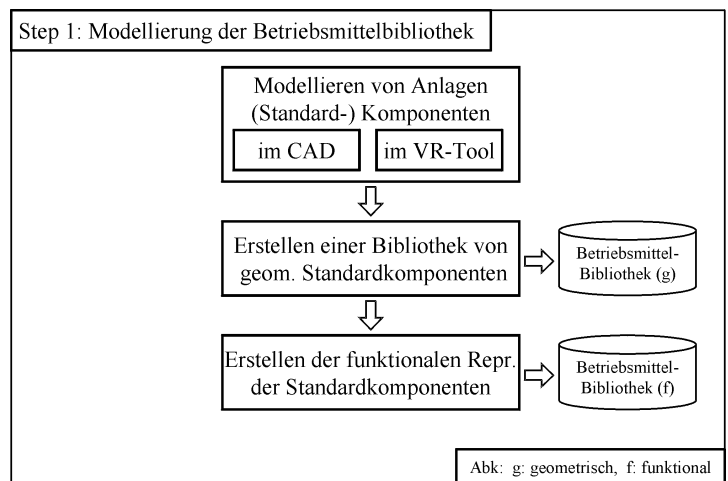 Step 1: Modellierung der Betriebsmittelbibliothek
Modellieren von Anlagen
(Standard-) Komponenten
im CAD
im VR-Tool
Erstellen einer Bibliothek von
geom. Standardkomponenten
Betriebsmittel-
Bibliothek (g)
Erstellen der funktionalen Repr.
der Standardkomponenten
Betriebsmittel-
Bibliothek (f)
Abk: g: geometrisch, f: funktional